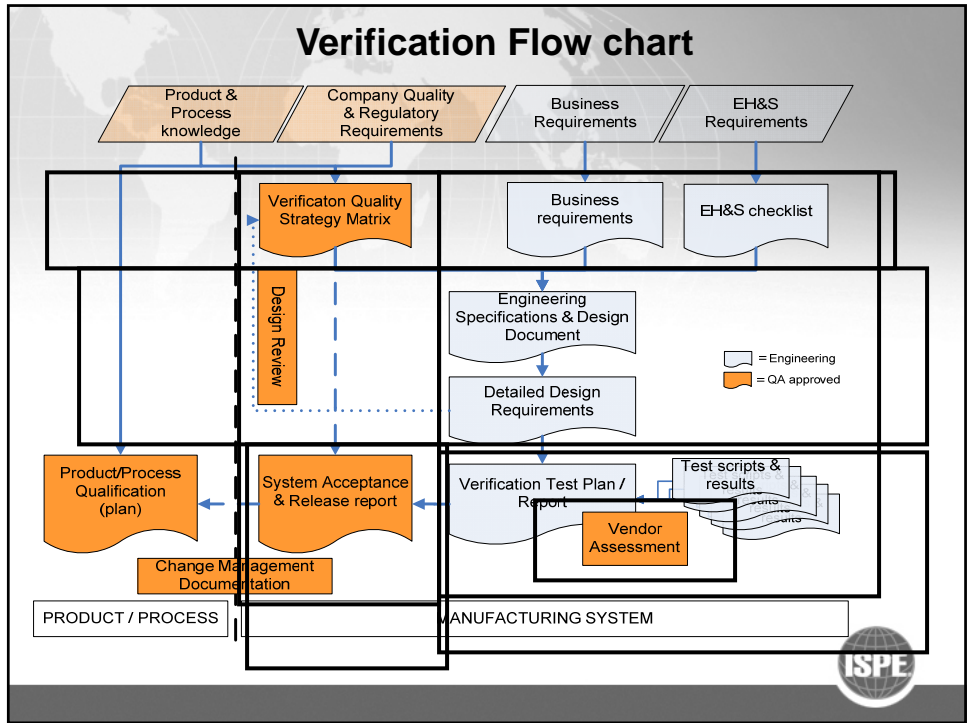 Verification Flow chart
Product &
Process
knowledge
Company Quality
& Regulatory
Requirements
Business
Requirements
EH&S
Requirements
Verificaton Quality
Strategy Matrix
Business
requirements
EH&S checklist
Design Review
Engineering
Specifications & Design
Document
= Engineering
= QA approved
Detailed Design
Requirements
Product/Process
Qualification
(plan)
System Acceptance
& Release report
Verification Test Plan /
Report
Test scripts &
results
results
results
Vendor
Assessment
Change Management
Documentation
PRODUCT / PROCESS
MANUFACTURING SYSTEM
ISPE